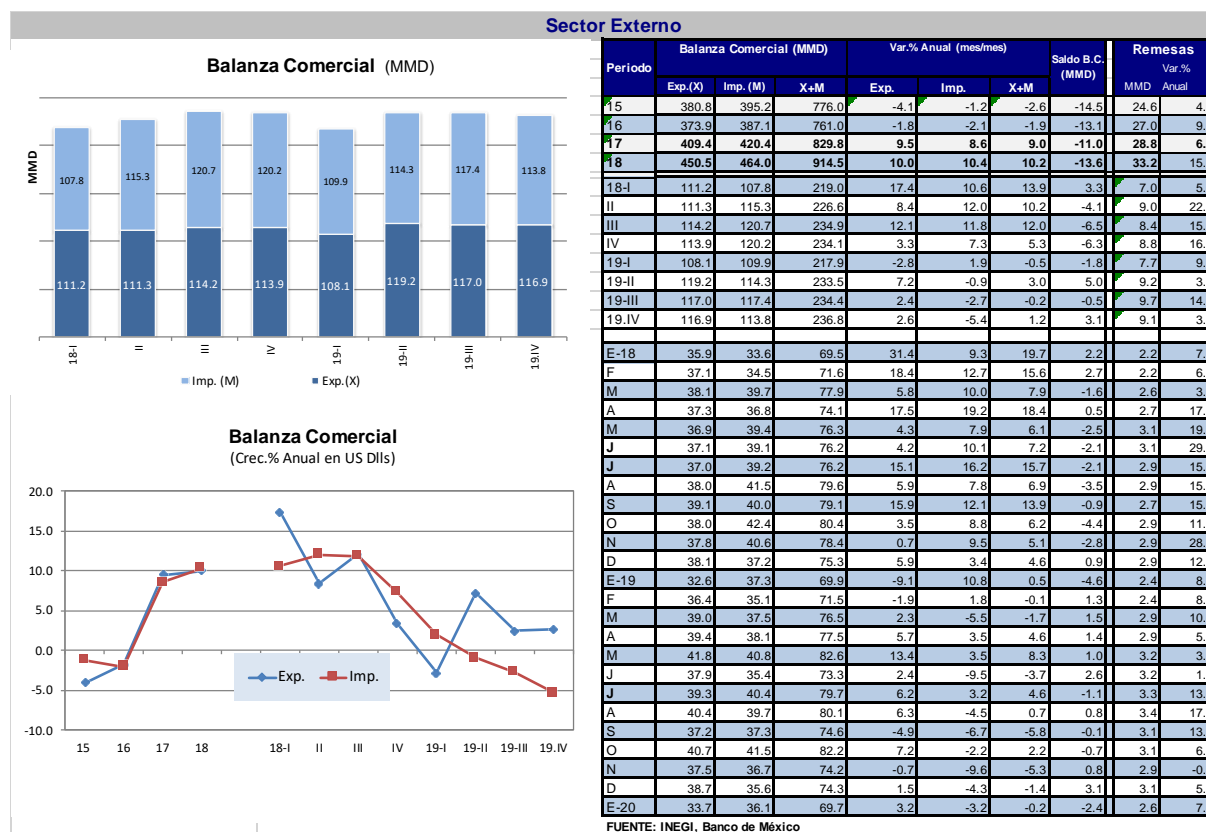 Sector Externo
Balanza Comercial (MMD)
MMD
107.8 115.3 120.7 120.2 109.9 114.3 117.4 113.8
111.2 111.3 114.2 113.9 108.1 119.2 117.0 116.9
18-I II III IV 19-I 19-II 19-III 19.IV
Imp. (M) Exp.(X)
Balanza Comercial
(Crec.% Anual en US Dlls)
20.0
15.0
10.0
5.0
0.0
-5.0
-10.0
Exp. Imp.
15 16 17 18 18-I II III IV 19-I 19-II 19-III 19.IV
Periodo Balanza Comercial (MMD) Var.% Anual (mes/mes) Saldo B.C. (MMD) Remesas
Exp.(X) Imp. (M) X+M Exp. Imp. X+M MMD Var.% Anual
15 380.8 395.2 776.0 -4.1 -1.2 -2.6 -14.5 24.6 4.
16 373.9 387.1 761.0 -1.8 -2.1 -1.9 -13.1 27.0 9.
17 409.4 420.4 829.8 9.5 8.6 9.0 -11.0 28.8 6.
18 450.5 464.0 914.5 10.0 10.4 10.2 -13.6 33.2 15.
18-I 111.2 107.8 219.0 17.4 10.6 13.9 3.3 7.0 5.
II 111.3 115.3 226.6 8.4 12.0 10.2 -4.1 9.0 22.
III 114.2 120.7 234.9 12.1 11.8 12.0 -6.5 8.4 15.
IV 113.9 120.2 234.1 3.3 7.3 5.3 -6.3 8.8 16.
19-I 108.1 109.9 217.9 -2.8 1.9 -0.5 -1.8 7.7 9.
19-II 119.2 114.3 233.5 7.2 -0.9 3.0 5.0 9.2 3.
19-III 117.0 117.4 234.4 2.4 -2.7 -0.2 -0.5 9.7 14.
19.IV 116.9 113.8 236.8 2.6 -5.4 1.2 3.1 9.1 3.
E-18 35.9 33.6 69.5 31.4 9.3 19.7 2.2 2.2 7.
F 37.1 34.5 71.6 18.4 12.7 15.6 2.7 2.2 6.
M 38.1 39.7 77.9 5.8 10.0 7.9 -1.6 2.6 3.
A 37.3 36.8 74.1 17.5 19.2 18.4 0.5 2.7 17.
M 36.9 39.4 76.3 4.3 7.9 6.1 -2.5 3.1 19.
J 37.1 39.1 76.2 4.2 10.1 7.2 -2.1 3.1 29.
J 37.0 39.2 76.2 15.1 16.2 15.7 -2.1 2.9 15.
A 38.0 41.5 79.6 5.9 7.8 6.9 -3.5 2.9 15.
S 39.1 40.0 79.1 15.9 12.1 13.9 -0.9 2.7 15.
O 38.0 42.4 80.4 3.5 8.8 6.2 -4.4 2.9 11.
N 37.8 40.6 78.4 0.7 9.5 5.1 -2.8 2.9 28.
D 38.1 37.2 75.3 5.9 3.4 4.6 0.9 2.9 12.
E-19 32.6 37.3 69.9 -9.1 10.8 0.5 -4.6 2.4 8.
F 36.4 35.1 71.5 -1.9 1.8 -0.1 1.3 2.4 8.
M 39.0 37.5 76.5 2.3 -5.5 -1.7 1.5 2.9 10.
A 39.4 38.1 77.5 5.7 3.5 4.6 1.4 2.9 5.
M 41.8 40.8 82.6 13.4 3.5 8.3 1.0 3.2 3.
J 37.9 35.4 73.3 2.4 -9.5 -3.7 2.6 3.2 1.
J 39.3 40.4 79.7 6.2 3.2 4.6 -1.1 3.3 13.
A 40.4 39.7 80.1 6.3 -4.5 0.7 0.8 3.4 17.
S 37.2 37.3 74.6 -4.9 -6.7 -5.8 -0.1 3.1 13.
O 40.7 41.5 82.2 7.2 -2.2 2.2 -0.7 3.1 6.
N 37.5 36.7 74.2 -0.7 -9.6 -5.3 0.8 2.9 -0.
D 38.7 35.6 74.3 1.5 -4.3 -1.4 3.1 3.1 5.
E-20 33.7 36.1 69.7 3.2 -3.2 -0.2 -2.4 2.6 7.
FUENTE: INEGI, Banco de México